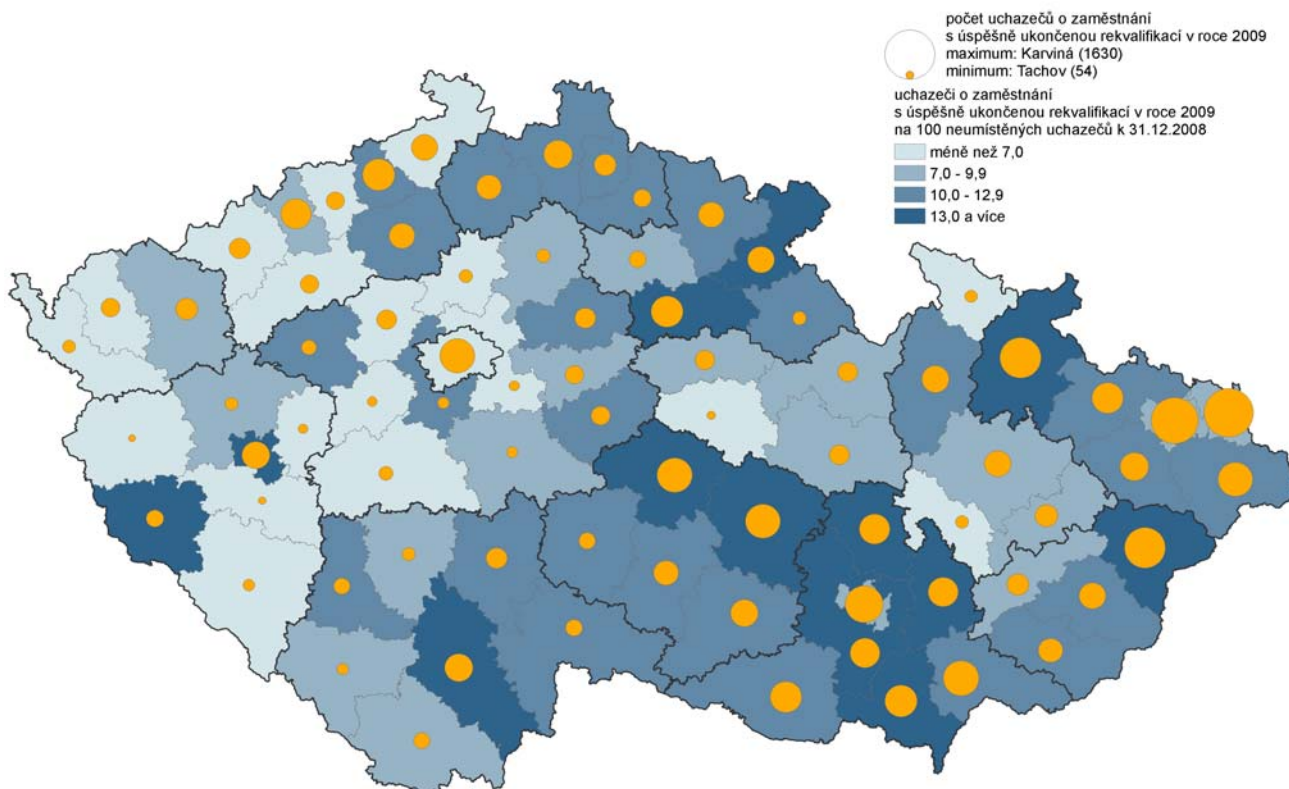 počet uchazečů o zaměstnání
s úspěšně ukončenou rekvalifikací v roce 2009
maximum: Karviná (1630)
minimum: Tachov (54)
uchazeči o zaměstnání
s úspěšně ukončenou rekvalifikací v roce 2009
na 100 neumístěných uchazečů k 31.12.2008
méně než 7,0
7,0 - 9,9
10,0 - 12,9
13,0 a více